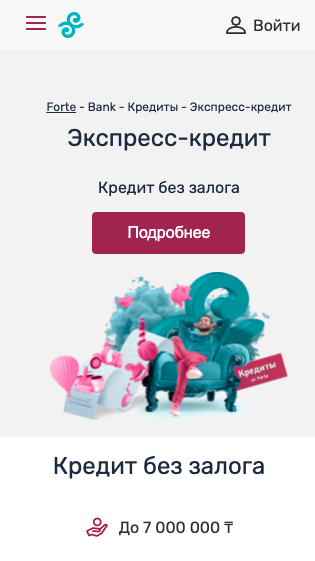 Войти
Forte - Bank - Кредиты - Экспресс-кредит
Экспресс-кредит
Кредит без залога
Подробнее
Кредиты
от Forte
Кредит без залога
До 7 000 000 ₸